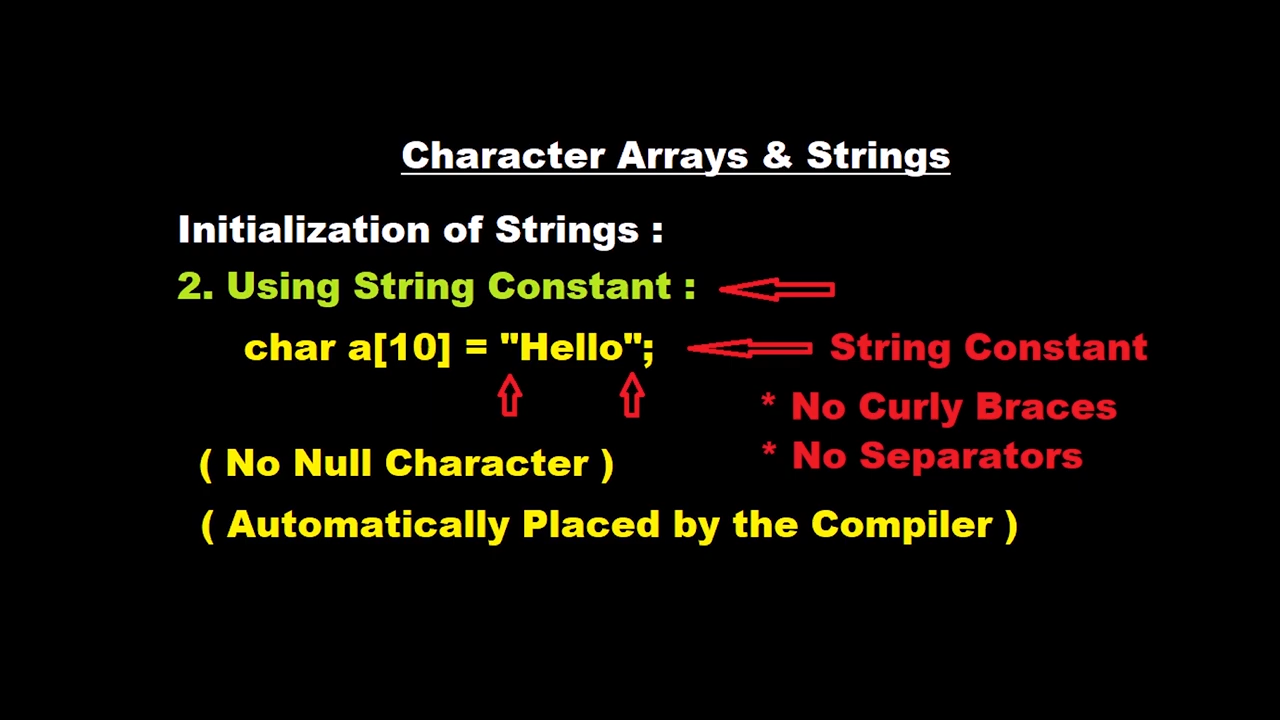 Character Arrays & Strings
Initialization of Strings :
2. Using String Constant :
char a[10] = "Hello"; String Constant
* No Curly Braces
* No Separators
( No Null Character )
( Automatically Placed by the Compiler )